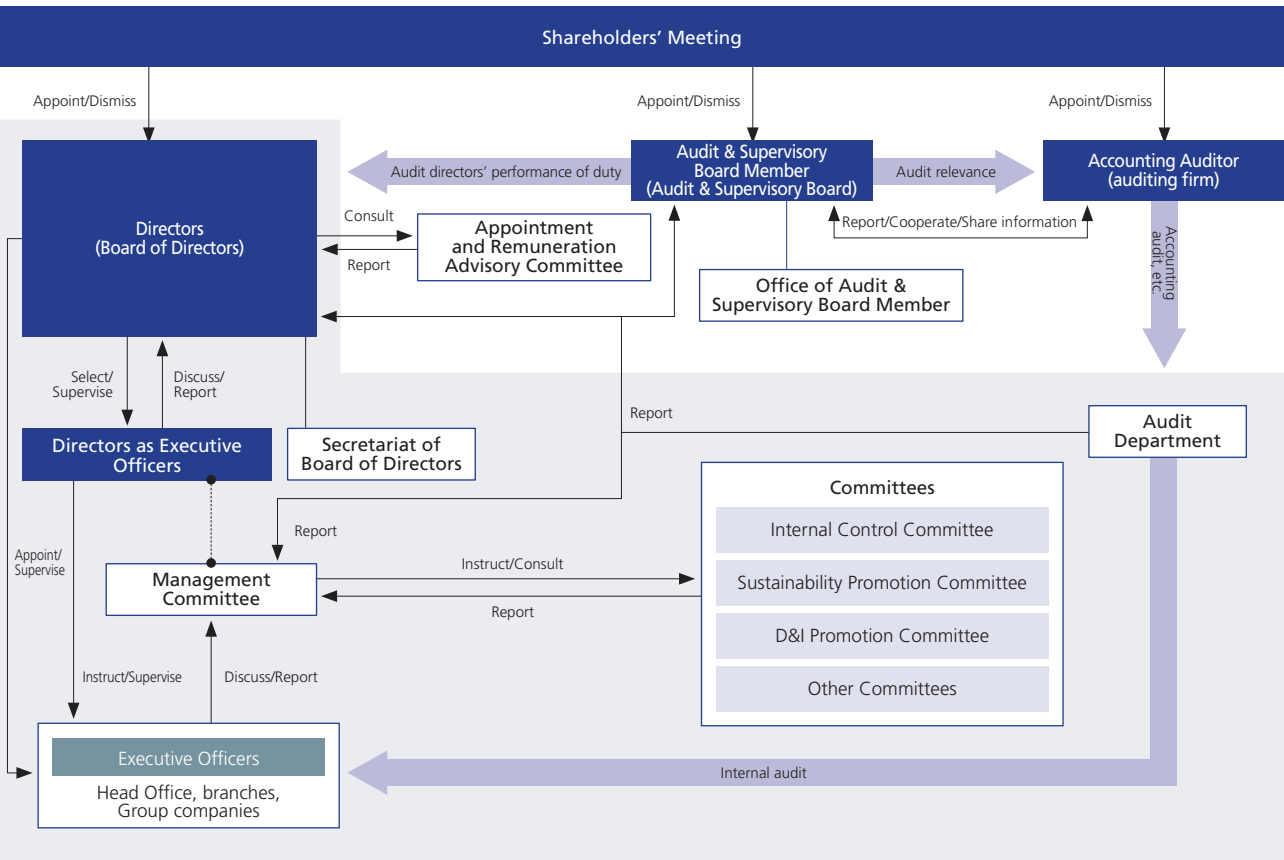 Shareholders' Meeting
Appoint/Dismiss
Appoint/Dismiss
Appoint/Dismiss
Directors
(Board of Directors)
Audit directors' performance of duty
Audit & Supervisory
Board Member
(Audit & Supervisory Board)
Audit relevance
Accounting Auditor
(auditing firm)
Consult
Report
Appointment
and Remuneration
Advisory Committee
Report/Cooperate/Share information
Office of Audit &
Supervisory Board Member
Accounting
audit, etc.
Select/
Supervise
Discuss/
Report
Report
Directors as Executive
Officers
Secretariat of
Board of Directors
Audit
Department
Committees
Internal Control Committee
Sustainability Promotion Committee
D&I Promotion Committee
Other Committees
Report
Appoint/
Supervise
Management
Committee
Instruct/Consult
Report
Instruct/Supervise
Discuss/Report
Executive Officers
Head Office, branches,
Group companies
Internal audit